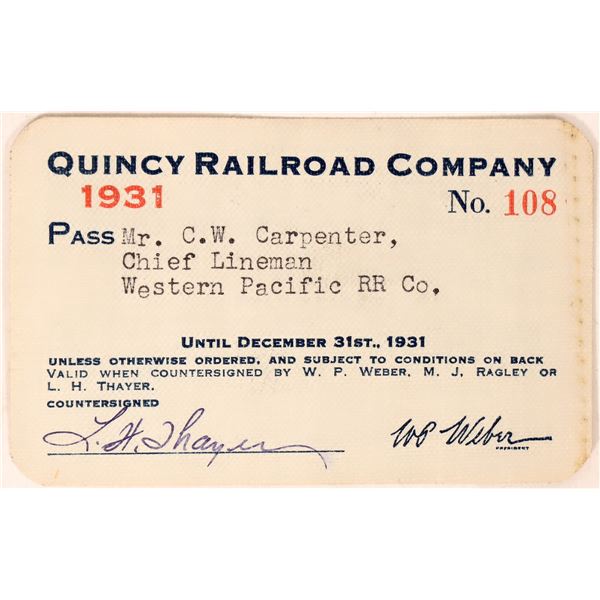 QUINCY RAILROAD COMPANY
1931 No. 108
PASS Mr. C.W. Carpenter,
Chief Lineman
Western Pacific RR Co.
UNTIL DECEMBER 31ST., 1931
UNLESS OTHERWISE ORDERED, AND SUBJECT TO CONDITIONS ON BACK
VALID WHEN COUNTERSIGNED BY W. P. WEBER, M. J. RAGLEY OR
L. H. THAYER.
COUNTERSIGNED
L. H. Thayer WP Weber
PRESIDENT